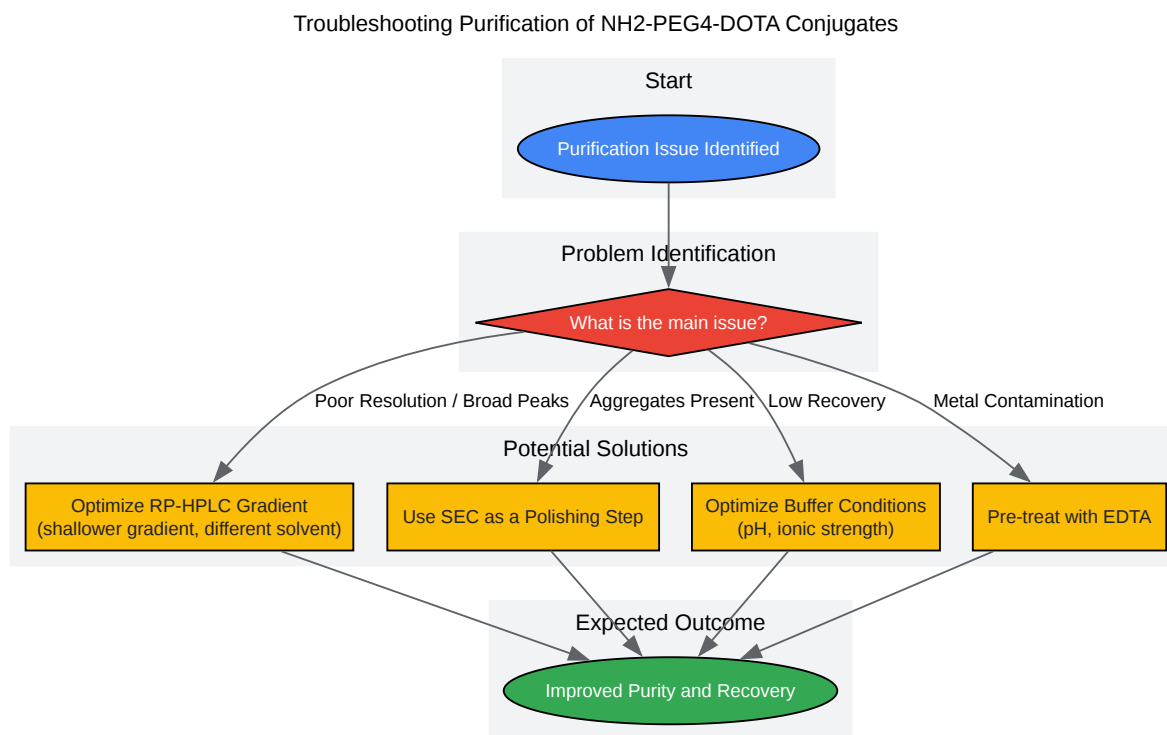 Troubleshooting Purification of NH2-PEG4-DOTA Conjugates
Start
Purification Issue Identified
Problem Identification
What is the main issue?
Poor Resolution / Broad Peaks
Aggregates Present
Low Recovery
Metal Contamination
Potential Solutions
Optimize RP-HPLC Gradient
(shallower gradient, different solvent)
Use SEC as a Polishing Step
Optimize Buffer Conditions
(pH, ionic strength)
Pre-treat with EDTA
Expected Outcome
Improved Purity and Recovery